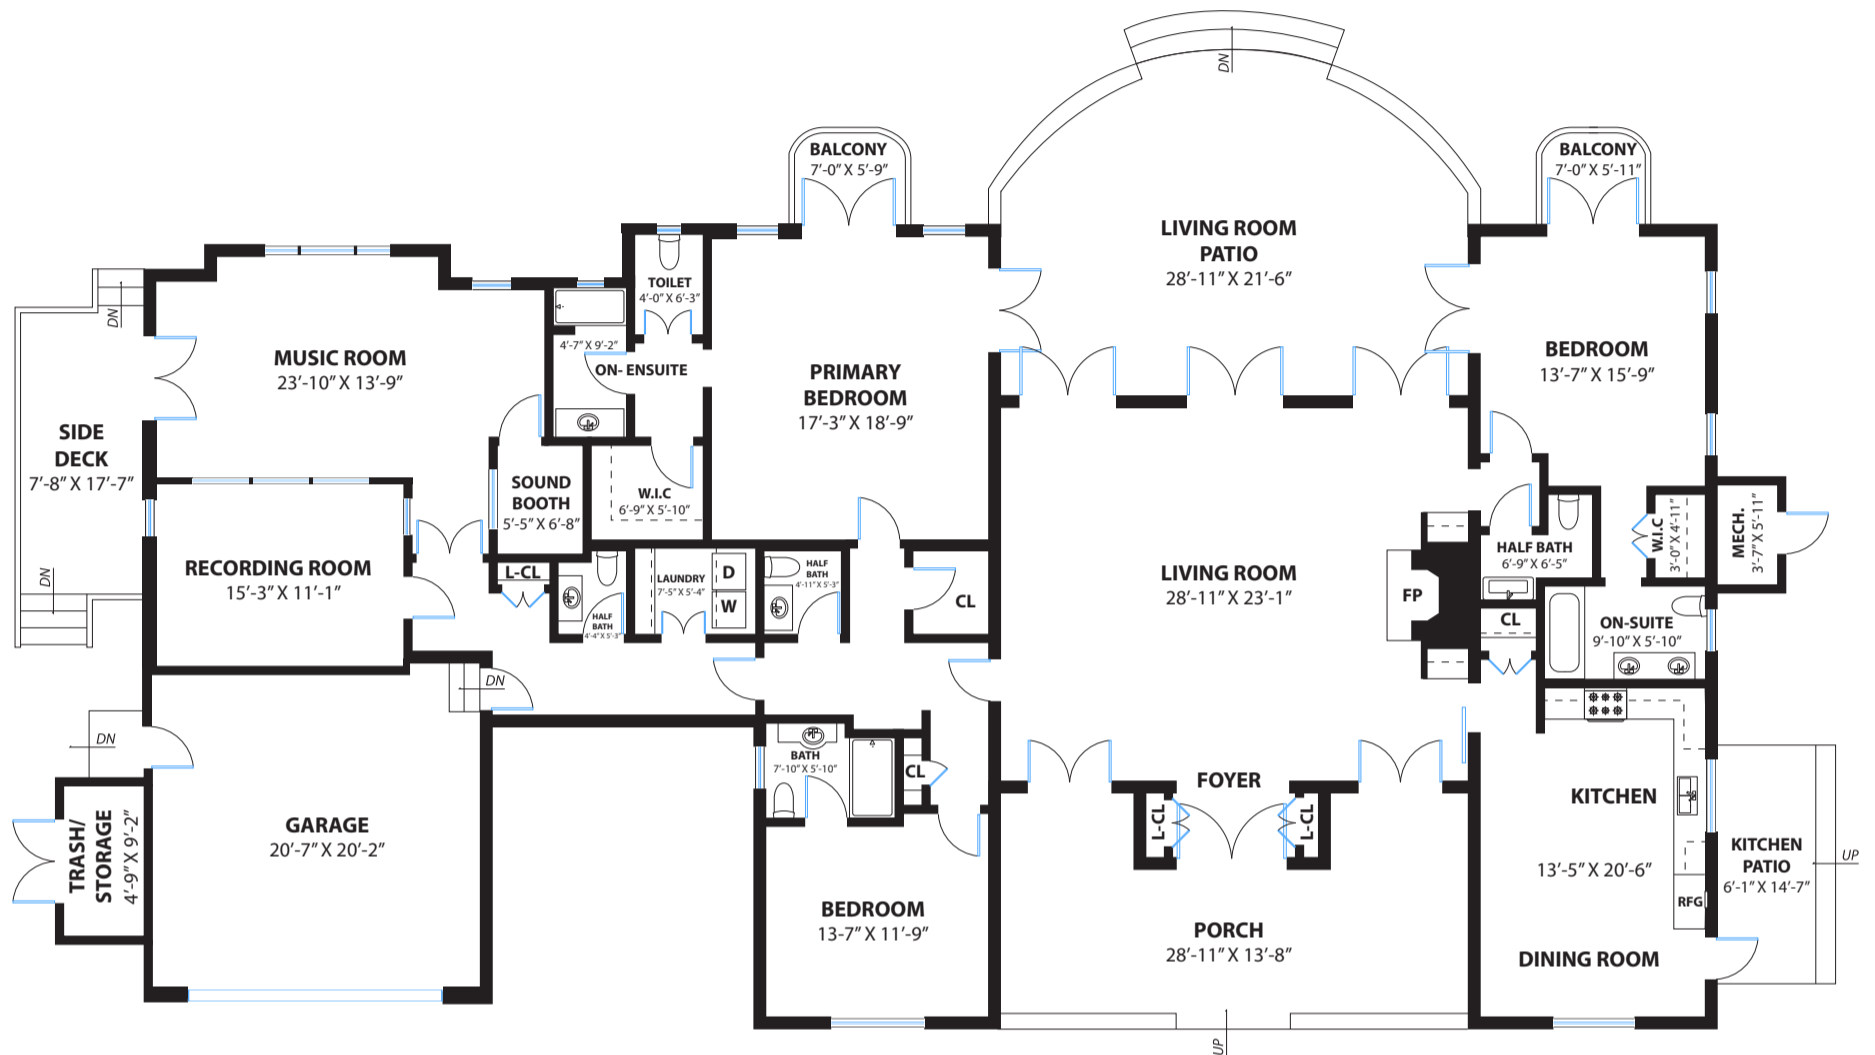 DN
BALCONY
7'-0" X 5'-9"
BALCONY
7'-0" X 5'-11"
LIVING ROOM
PATIO
28'-11" X 21'-6"
TOILET
4'-0" X 6'-3"
DN
4'-7" X 9'-2"
ON- ENSUITE
MUSIC ROOM
23'-10" X 13'-9"
PRIMARY
BEDROOM
17'-3" X 18'-9"
BEDROOM
13'-7" X 15'-9"
SIDE
DECK
7'-8" X 17'-7"
SOUND
BOOTH
5'-5" X 6'-8"
W.I.C
6'-9" X 5'-10"
W.I.C
3'-0" X 4'-11"
MECH.
3'-7" X 5'-11"
HALF BATH
6'-9" X 6'-5"
RECORDING ROOM
15'-3" X 11'-1"
DN
L-CL
HALF
BATH
4'-4" X 5'-3"
LAUNDRY
7'-5" X 5'-4"
D
W
HALF
BATH
4'-11" X 5'-3"
CL
LIVING ROOM
28'-11" X 23'-1"
FP
CL
ON-SUITE
9'-10" X 5'-10"
DN
DN
BATH
7'-10" X 5'-10"
CL
FOYER
L-CL
L-CL
KITCHEN
13'-5" X 20'-6"
KITCHEN
PATIO
6'-1" X 14'-7"
UP
RFG
TRASH/
STORAGE
4'-9" X 9'-2"
GARAGE
20'-7" X 20'-2"
BEDROOM
13-7" X 11'-9"
PORCH
28'-11" X 13'-8"
DINING ROOM
UP